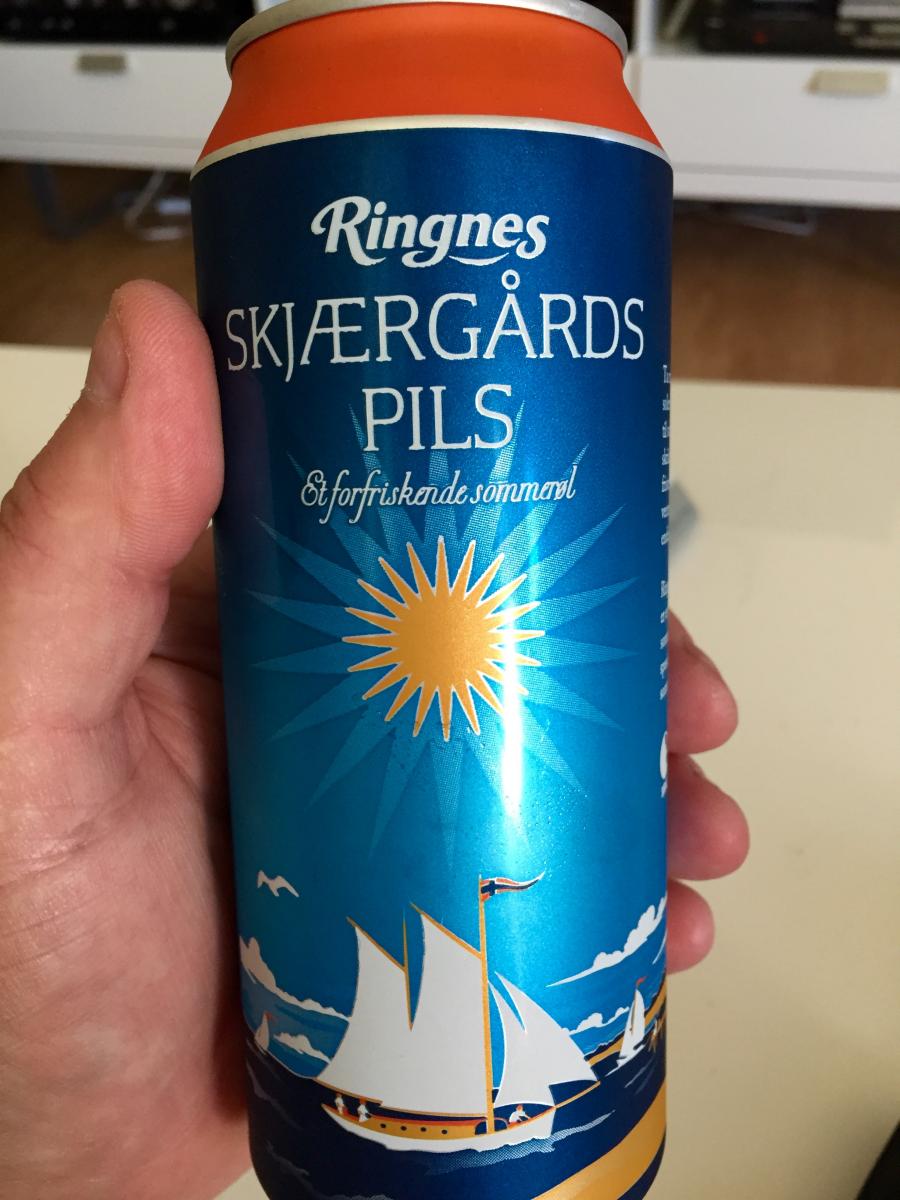 Ringnes
SKJÆRGÅRDS
PILS
Et forfriskende sommerøl